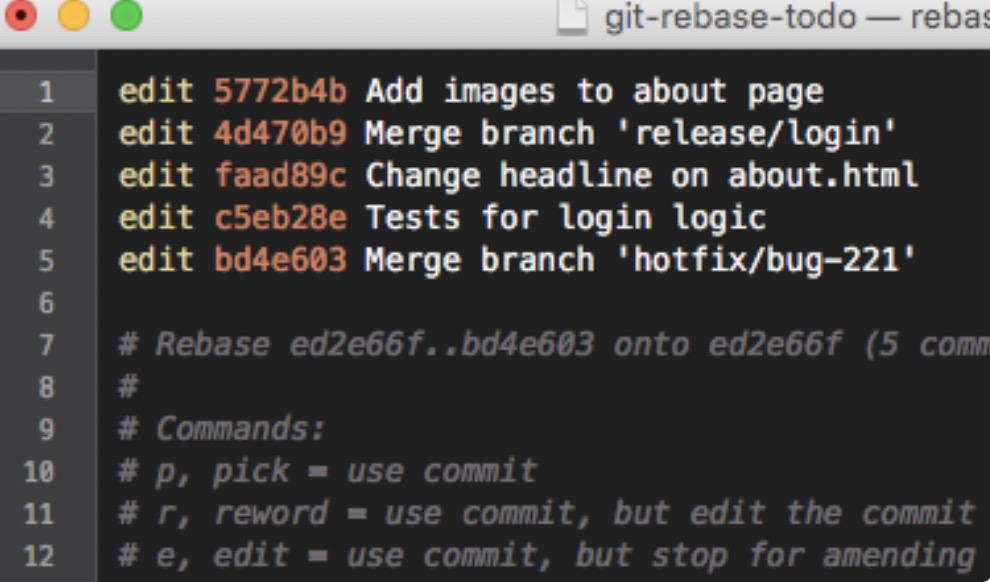 git-rebase-todo — rebas
1 edit 5772b4b Add images to about page
2 edit 4d470b9 Merge branch 'release/login'
3 edit faad89c Change headline on about.html
4 edit c5eb28e Tests for login logic
5 edit bd4e603 Merge branch 'hotfix/bug-221'
6
7 # Rebase ed2e66f..bd4e603 onto ed2e66f (5 comm
8 #
9 # Commands:
10 # p, pick = use commit
11 # r, reword = use commit, but edit the commit
12 # e, edit = use commit, but stop for amending